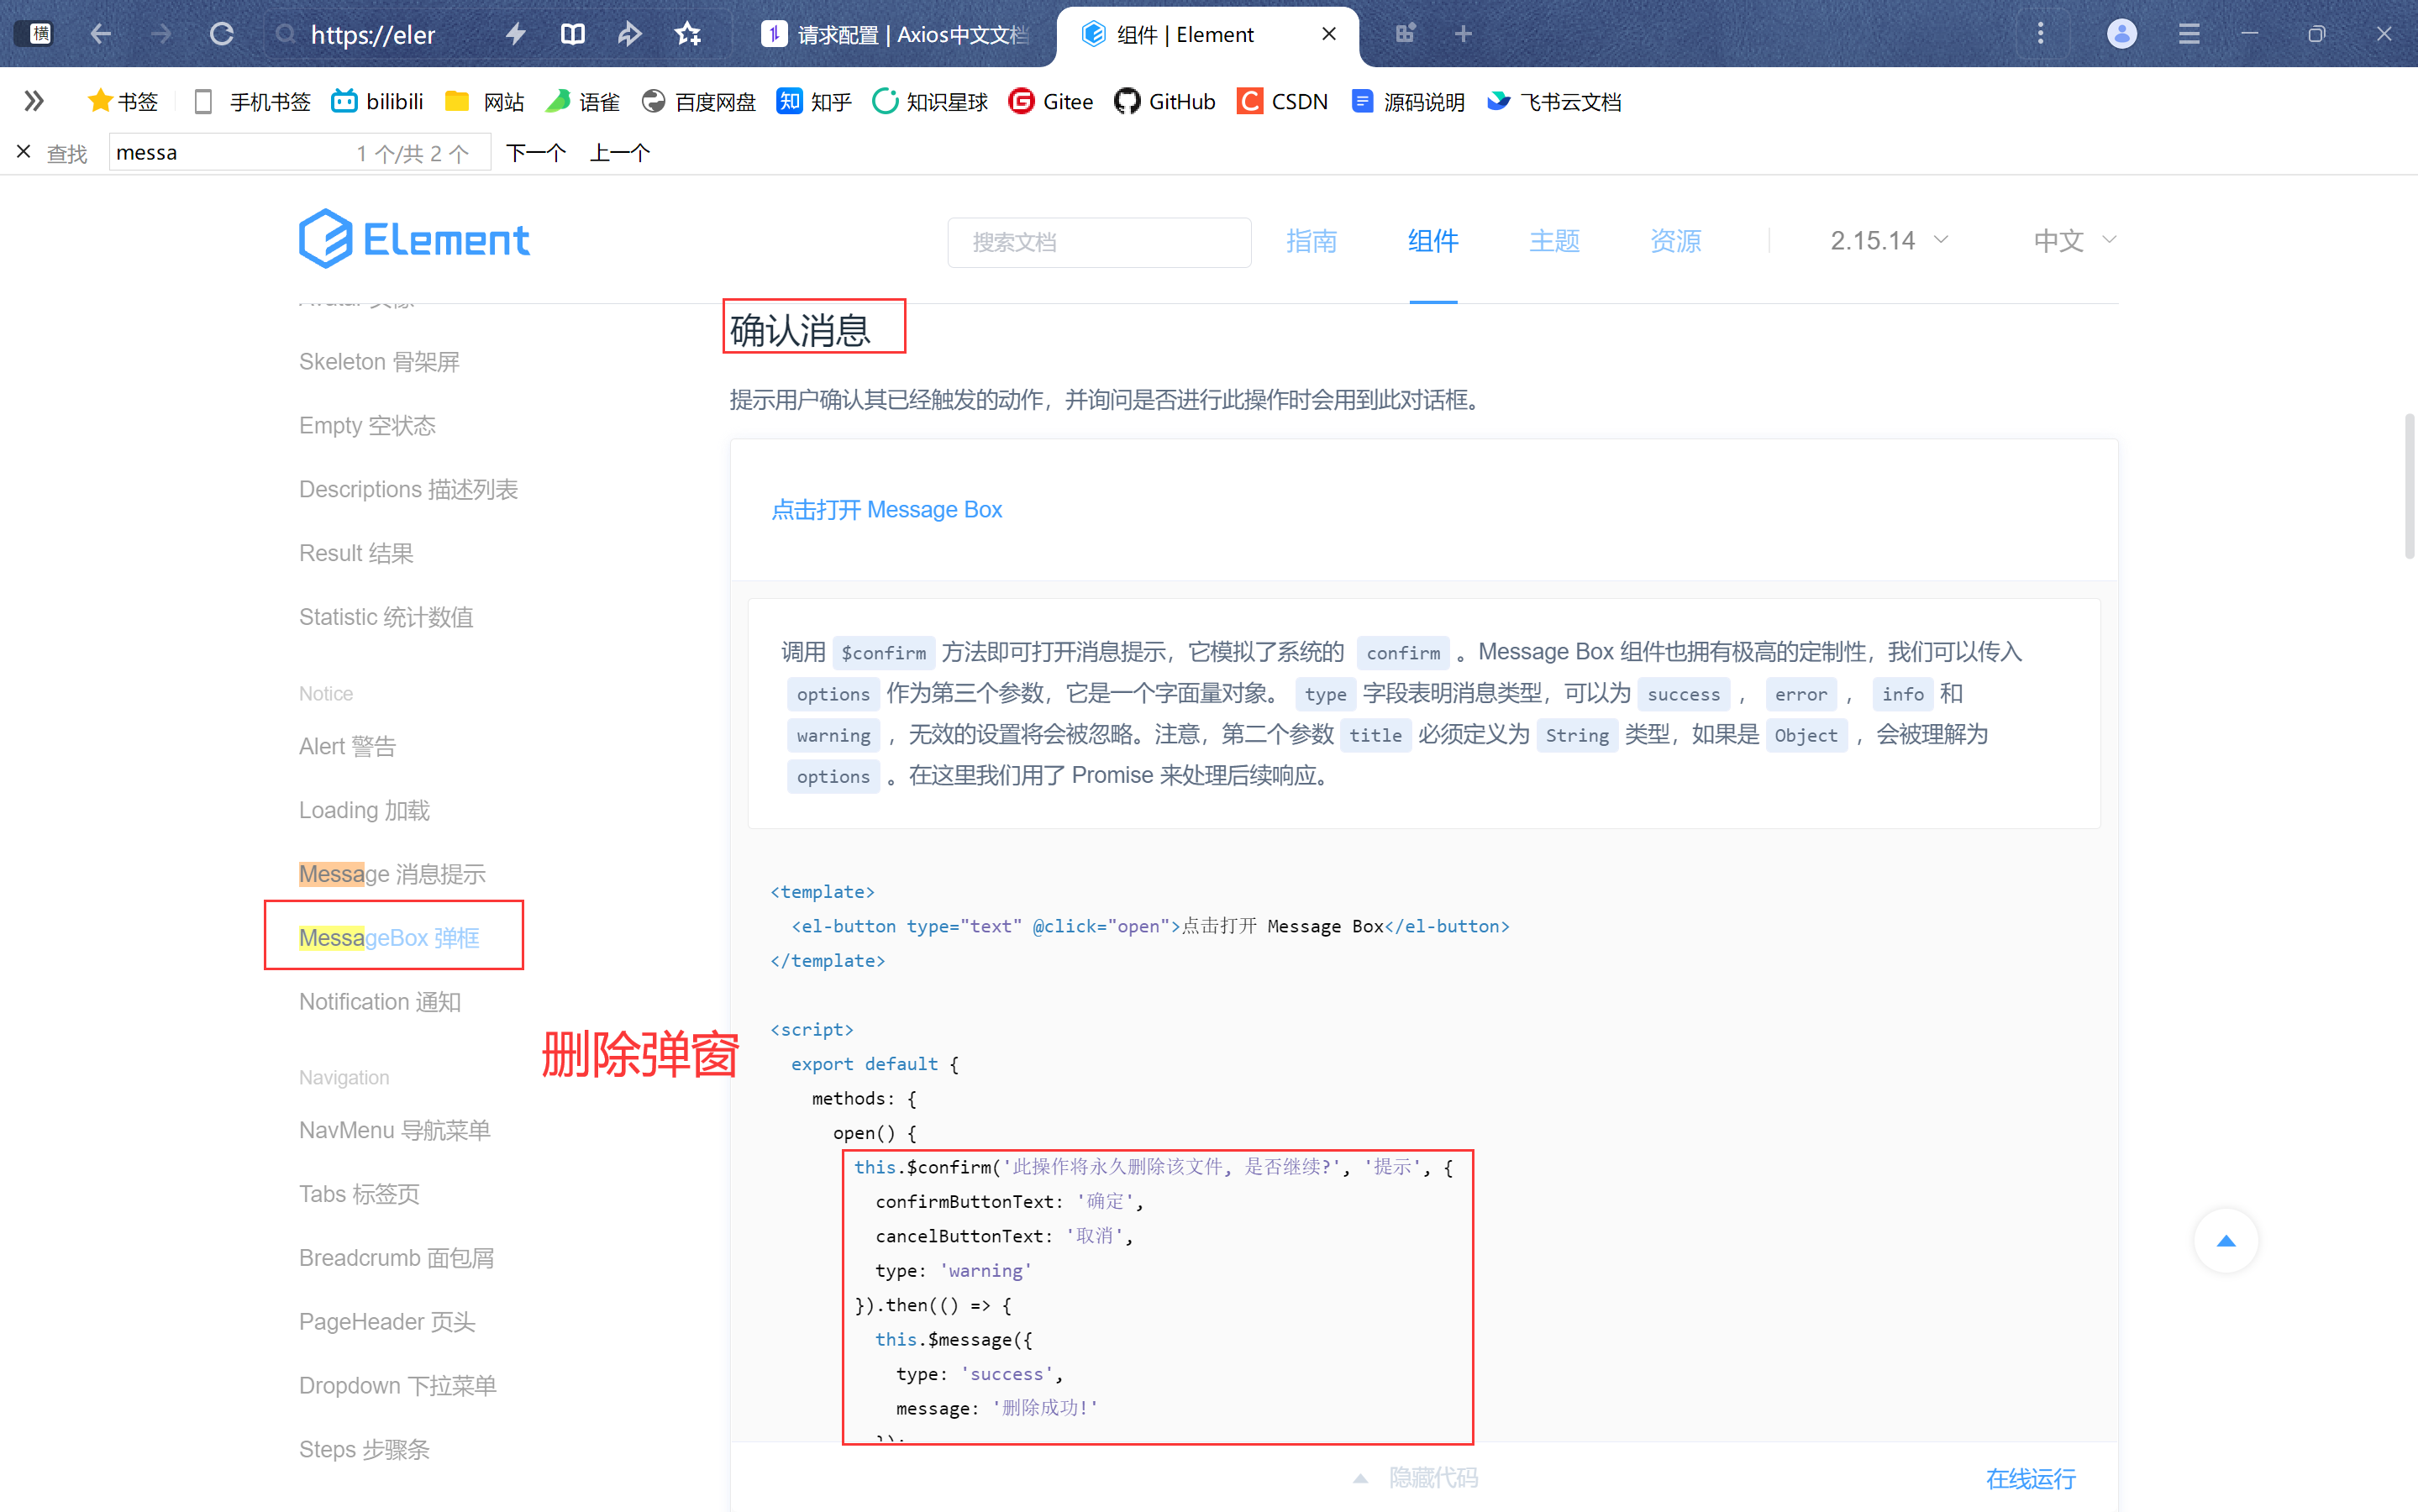 横
https://eler
请求配置 | Axios中文文档
组件 | Element
书签
手机书签
bilibili
网站
语雀
百度网盘
知 知乎
知识星球
Gitee
GitHub
CSDN
源码说明
飞书云文档
查找
messa
1 个/共 2 个
下一个
上一个
Element
搜索文档
指南
组件
主题
资源
2.15.14
中文
Skeleton 骨架屏
Empty 空状态
Descriptions 描述列表
Result 结果
Statistic 统计数值
Notice
Alert 警告
Loading 加载
Message 消息提示
MessageBox 弹框
Notification 通知
Navigation
NavMenu 导航菜单
Tabs 标签页
Breadcrumb 面包屑
PageHeader 页头
Dropdown 下拉菜单
Steps 步骤条
删除弹窗
确认消息
提示用户确认其已经触发的动作，并询问是否进行此操作时会用到此对话框。
点击打开 Message Box
调用 $confirm 方法即可打开消息提示，它模拟了系统的 confirm 。Message Box 组件也拥有极高的定制性，我们可以传入
options 作为第三个参数，它是一个字面量对象。 type 字段表明消息类型，可以为 success ， error ， info 和
warning ，无效的设置将会被忽略。注意，第二个参数 title 必须定义为 String 类型，如果是 Object ，会被理解为
options 。在这里我们用了 Promise 来处理后续响应。
<template>
<el-button type="text" @click="open">点击打开 Message Box</el-button>
</template>
<script>
export default {
methods: {
open() {
this.$confirm('此操作将永久删除该文件, 是否继续?', '提示', {
confirmButtonText: '确定',
cancelButtonText: '取消',
type: 'warning'
}).then(() => {
this.$message({
type: 'success',
message: '删除成功!'
});
隐藏代码
在线运行